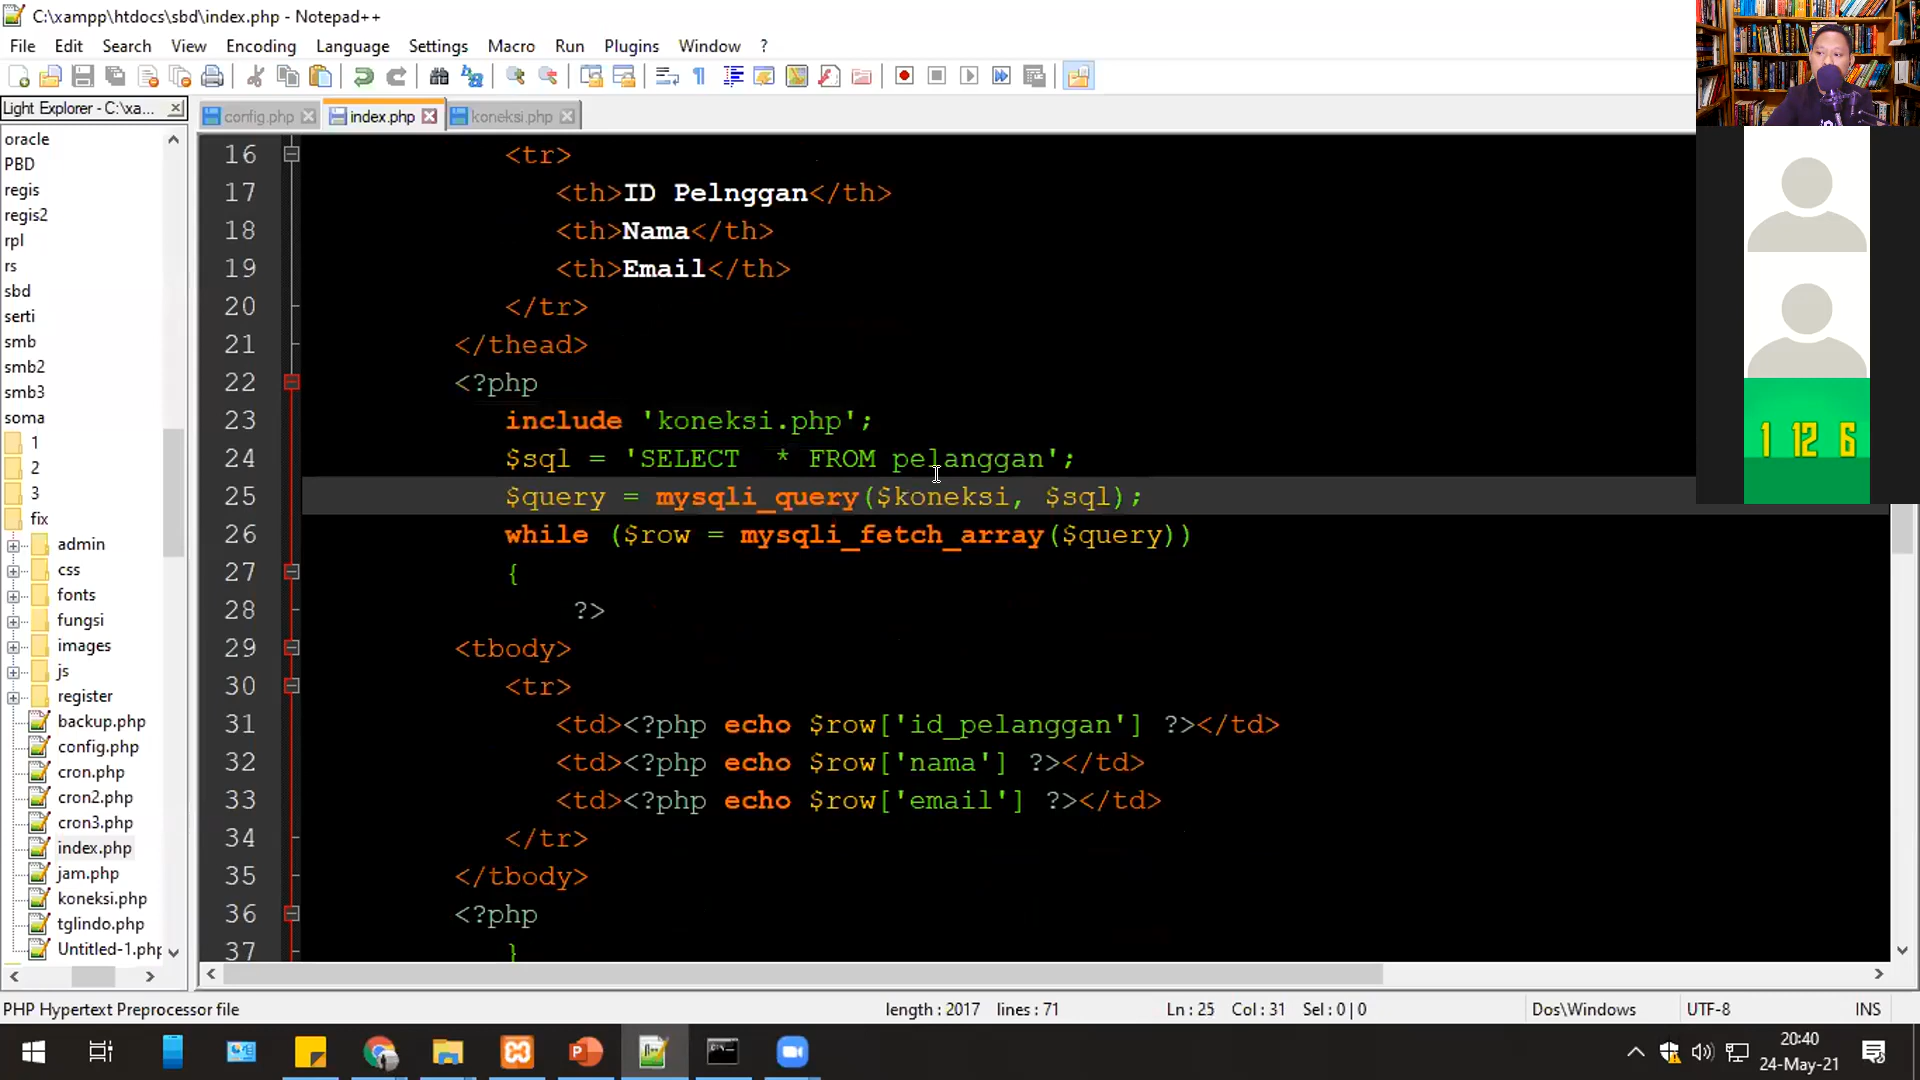 C:\xampp\htdocs\sbd\index.php - Notepad++
File Edit Search View Encoding Language Settings Macro Run Plugins Window ?
Light Explorer - C:\xa...
config.php index.php koneksi.php
oracle
PBD
regis
regis2
rpl
rs
sbd
serti
smb
smb2
smb3
soma
1
2
3
fix
admin
css
fonts
fungsi
images
js
register
backup.php
config.php
cron.php
cron2.php
cron3.php
index.php
jam.php
koneksi.php
tglindo.php
Untitled-1.php
16 <tr>
17 <th>ID Pelnggan</th>
18 <th>Nama</th>
19 <th>Email</th>
20 </tr>
21 </thead>
22 <?php
23 include 'koneksi.php';
24 $sql = 'SELECT  * FROM pelanggan';
25 $query = mysqli_query($koneksi, $sql);
26 while ($row = mysqli_fetch_array($query))
27 {
28 ?>
29 <tbody>
30 <tr>
31 <td><?php echo $row['id_pelanggan'] ?></td>
32 <td><?php echo $row['nama'] ?></td>
33 <td><?php echo $row['email'] ?></td>
34 </tr>
35 </tbody>
36 <?php
37 }
1 12 6
PHP Hypertext Preprocessor file length : 2017 lines : 71 Ln : 25 Col : 31 Sel : 0 | 0 Dos\Windows UTF-8 INS
20:40
24-May-21